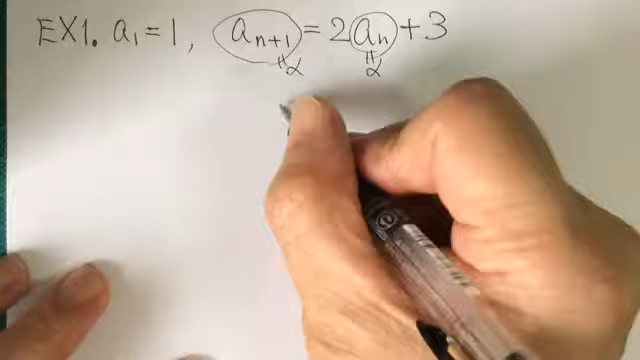 EX1. a₁ = 1, aₙ₊₁ = 2aₙ + 3
= α = α